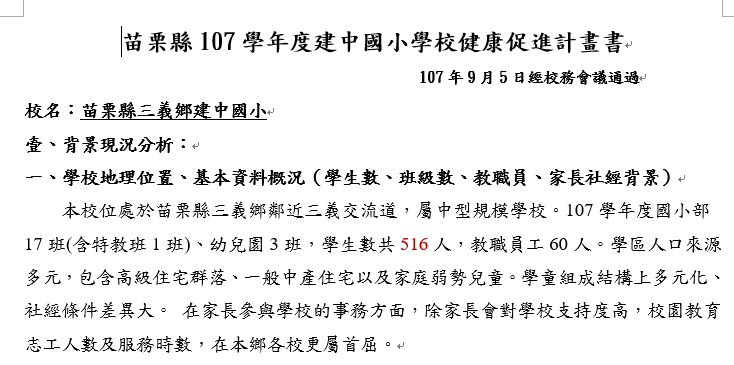 苗栗縣 107 學年度建中國小學校健康促進計畫書
107 年 9 月 5 日經校務會議通過
校名：苗栗縣三義鄉建中國小
壹、背景現況分析：
一、學校地理位置、基本資料概況（學生數、班級數、教職員、家長社經背景）
本校位處於苗栗縣三義鄉鄰近三義交流道，屬中型規模學校。107 學年度國小部
17 班(含特教班 1 班)、幼兒園 3 班，學生數共 516 人，教職員工 60 人。學區人口來源
多元，包含高級住宅群落、一般中產住宅以及家庭弱勢兒童。學童組成結構上多元化、
社經條件差異大。 在家長參與學校的事務方面，除家長會對學校支持度高，校園教育
志工人數及服務時數，在本鄉各校更屬首屈。